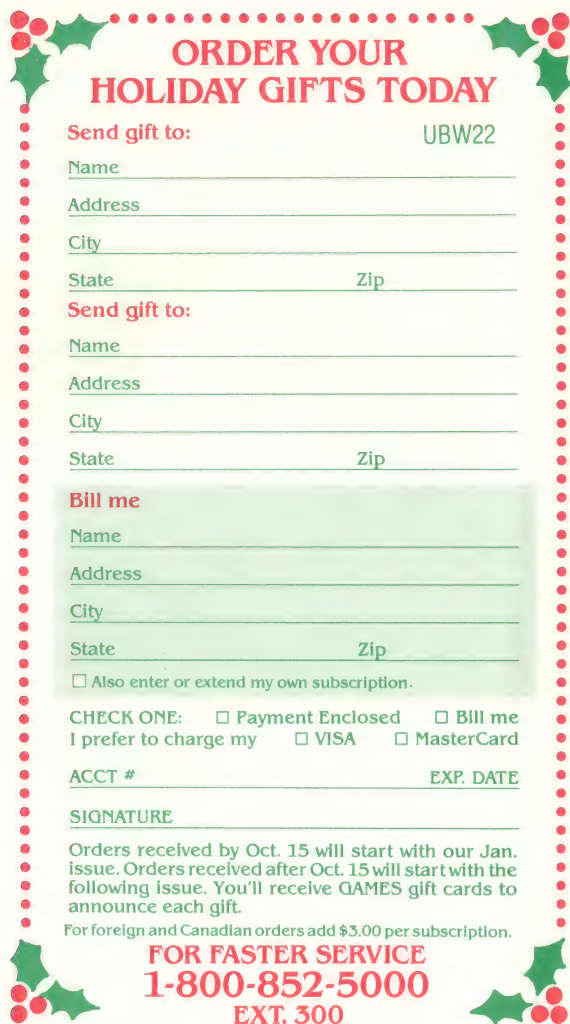 ORDER YOUR
HOLIDAY GIFTS TODAY
Send gift to: UBW22
Name
Address
City
State Zip
Send gift to:
Name
Address
City
State Zip
Bill me
Name
Address
City
State Zip
☐ Also enter or extend my own subscription.
CHECK ONE: ☐ Payment Enclosed ☐ Bill me
I prefer to charge my ☐ VISA ☐ MasterCard
ACCT # EXP. DATE
SIGNATURE
Orders received by Oct. 15 will start with our Jan.
issue. Orders received after Oct. 15 will start with the
following issue. You'll receive GAMES gift cards to
announce each gift.
For foreign and Canadian orders add $3.00 per subscription.
FOR FASTER SERVICE
1-800-852-5000
EXT. 300